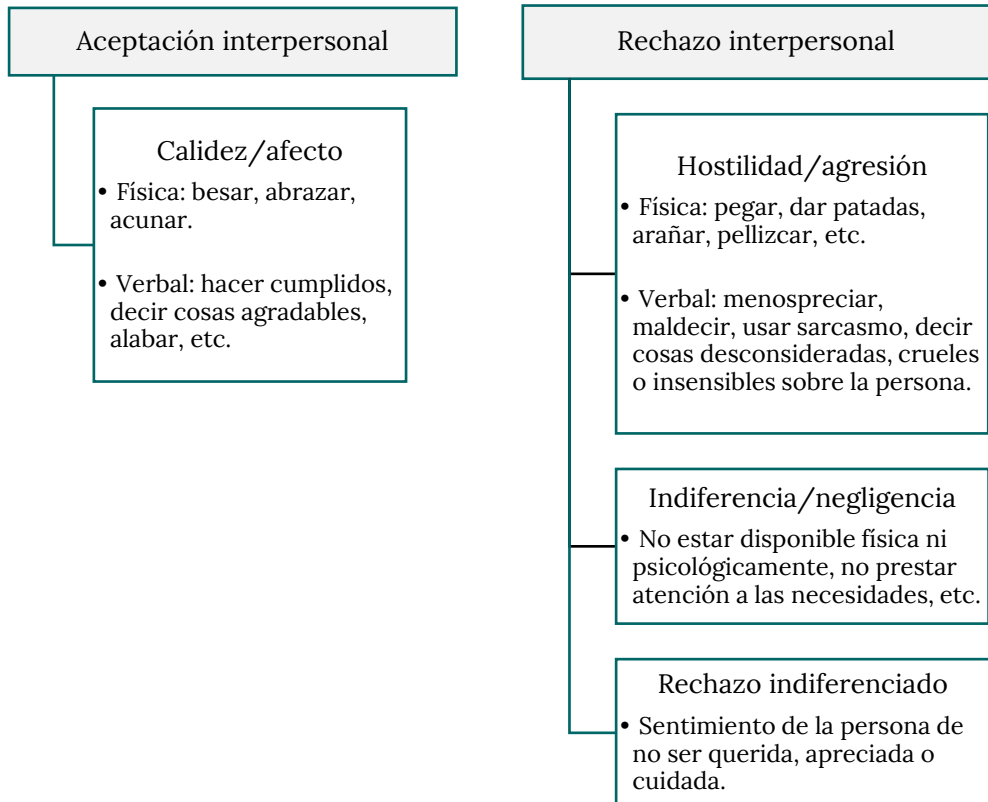 Aceptación interpersonal
Calidez/afecto
• Física: besar, abrazar,
acunar.
• Verbal: hacer cumplidos,
decir cosas agradables,
alabar, etc.
Rechazo interpersonal
Hostilidad/agresión
• Física: pegar, dar patadas,
arañar, pellizcar, etc.
• Verbal: menospreciar,
maldecir, usar sarcasmo, decir
cosas desconsideradas, crueles
o insensibles sobre la persona.
Indiferencia/negligencia
• No estar disponible física ni
psicológicamente, no prestar
atención a las necesidades, etc.
Rechazo indiferenciado
• Sentimiento de la persona de
no ser querida, apreciada o
cuidada.